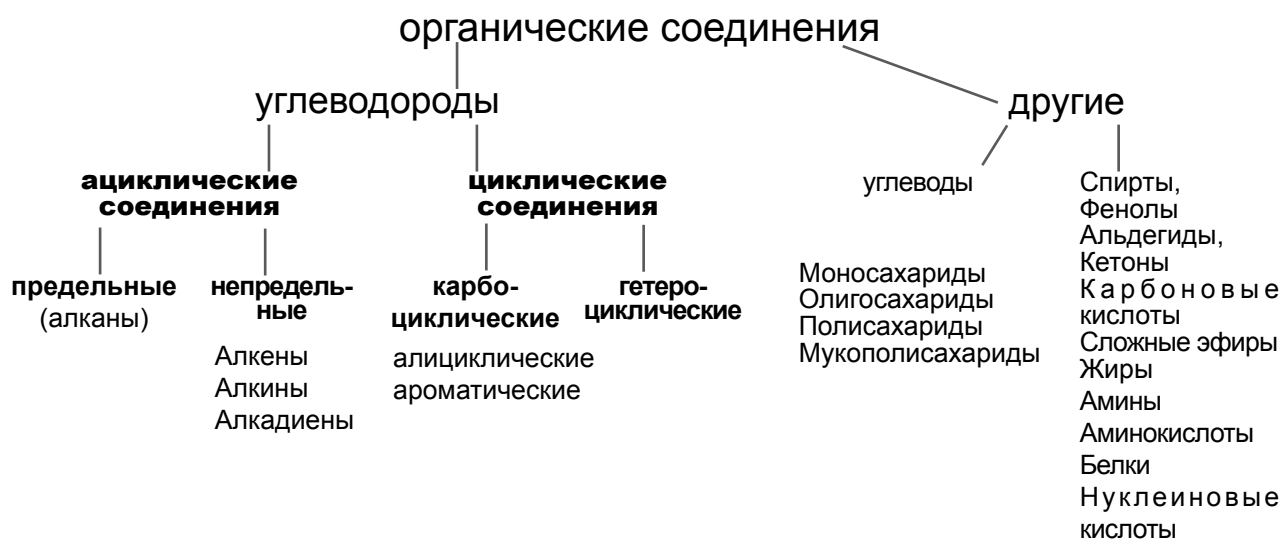 органические соединения
углеводороды
другие
ациклические
соединения
циклические
соединения
предельные
(алканы)
непредель-
ные
Алкены
Алкины
Алкадиены
карбо-
циклические
алициклические
ароматические
гетеро-
циклические
углеводы
Моносахариды
Олигосахариды
Полисахариды
Мукополисахариды
Спирты,
Фенолы
Альдегиды,
Кетоны
Карбоновые
кислоты
Сложные эфиры
Жиры
Амины
Аминокислоты
Белки
Нуклеиновые
кислоты